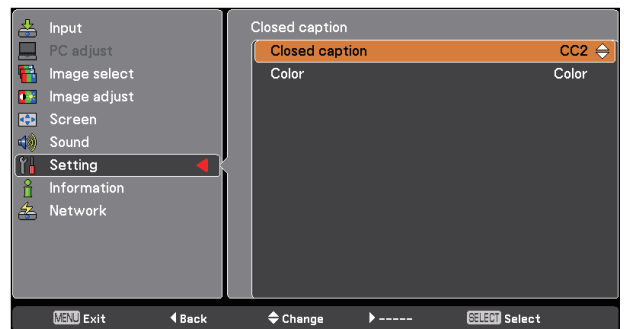 Input
PC adjust
Image select
Image adjust
Screen
Sound
Setting
Information
Network
Closed caption
Closed caption CC2
Color Color
MENU Exit Back Change ----- SELECT Select